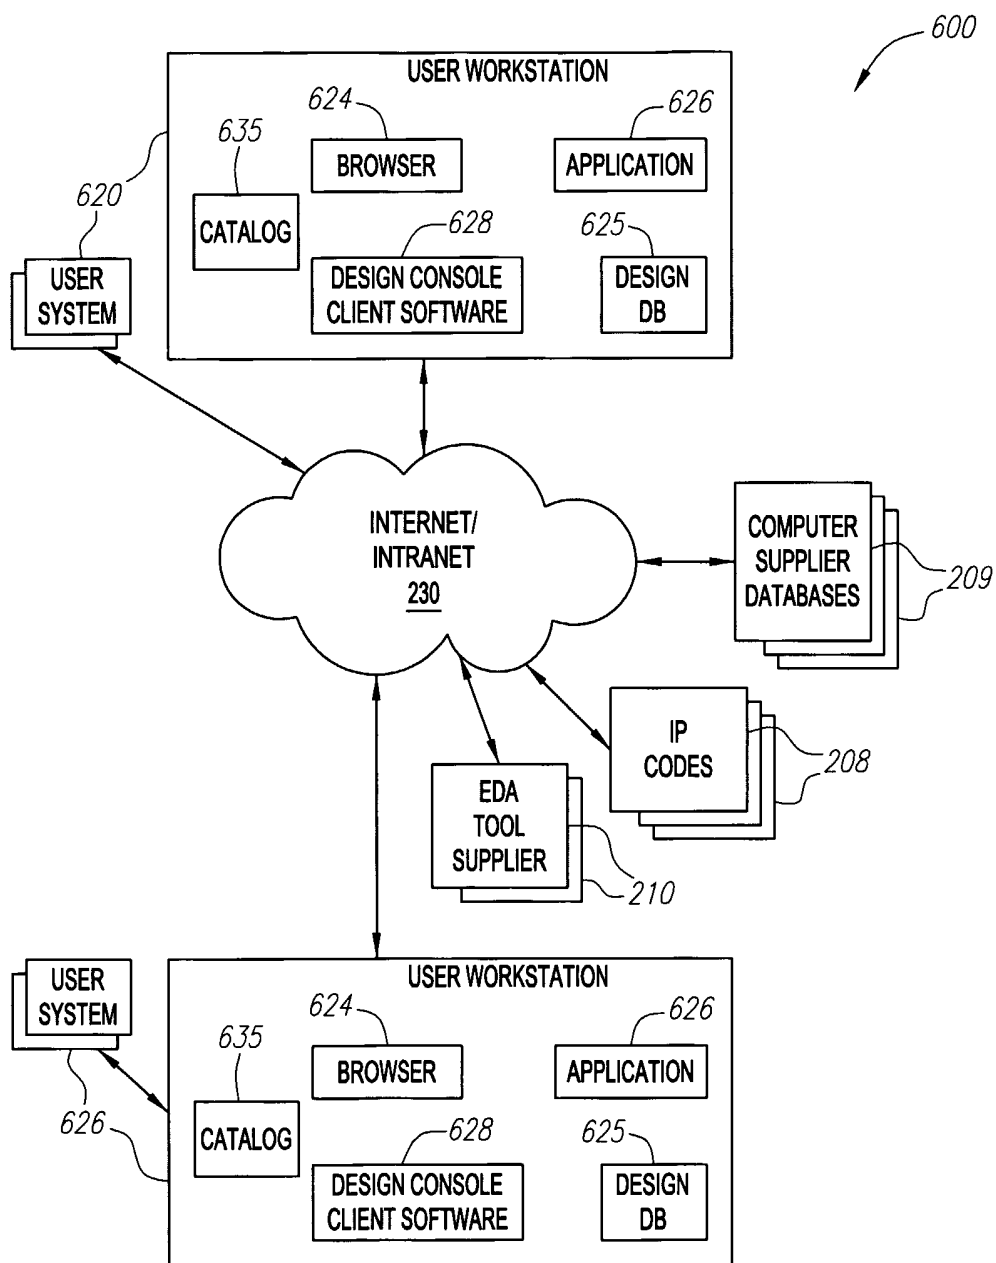 600
USER WORKSTATION
624
626
635
BROWSER
APPLICATION
620
CATALOG
628
625
USER
SYSTEM
DESIGN CONSOLE
CLIENT SOFTWARE
DESIGN
DB
INTERNET/
INTRANET
230
COMPUTER
SUPPLIER
DATABASES
209
IP
CODES
208
EDA
TOOL
SUPPLIER
210
USER
SYSTEM
USER WORKSTATION
624
626
635
BROWSER
APPLICATION
626
CATALOG
628
625
DESIGN CONSOLE
CLIENT SOFTWARE
DESIGN
DB